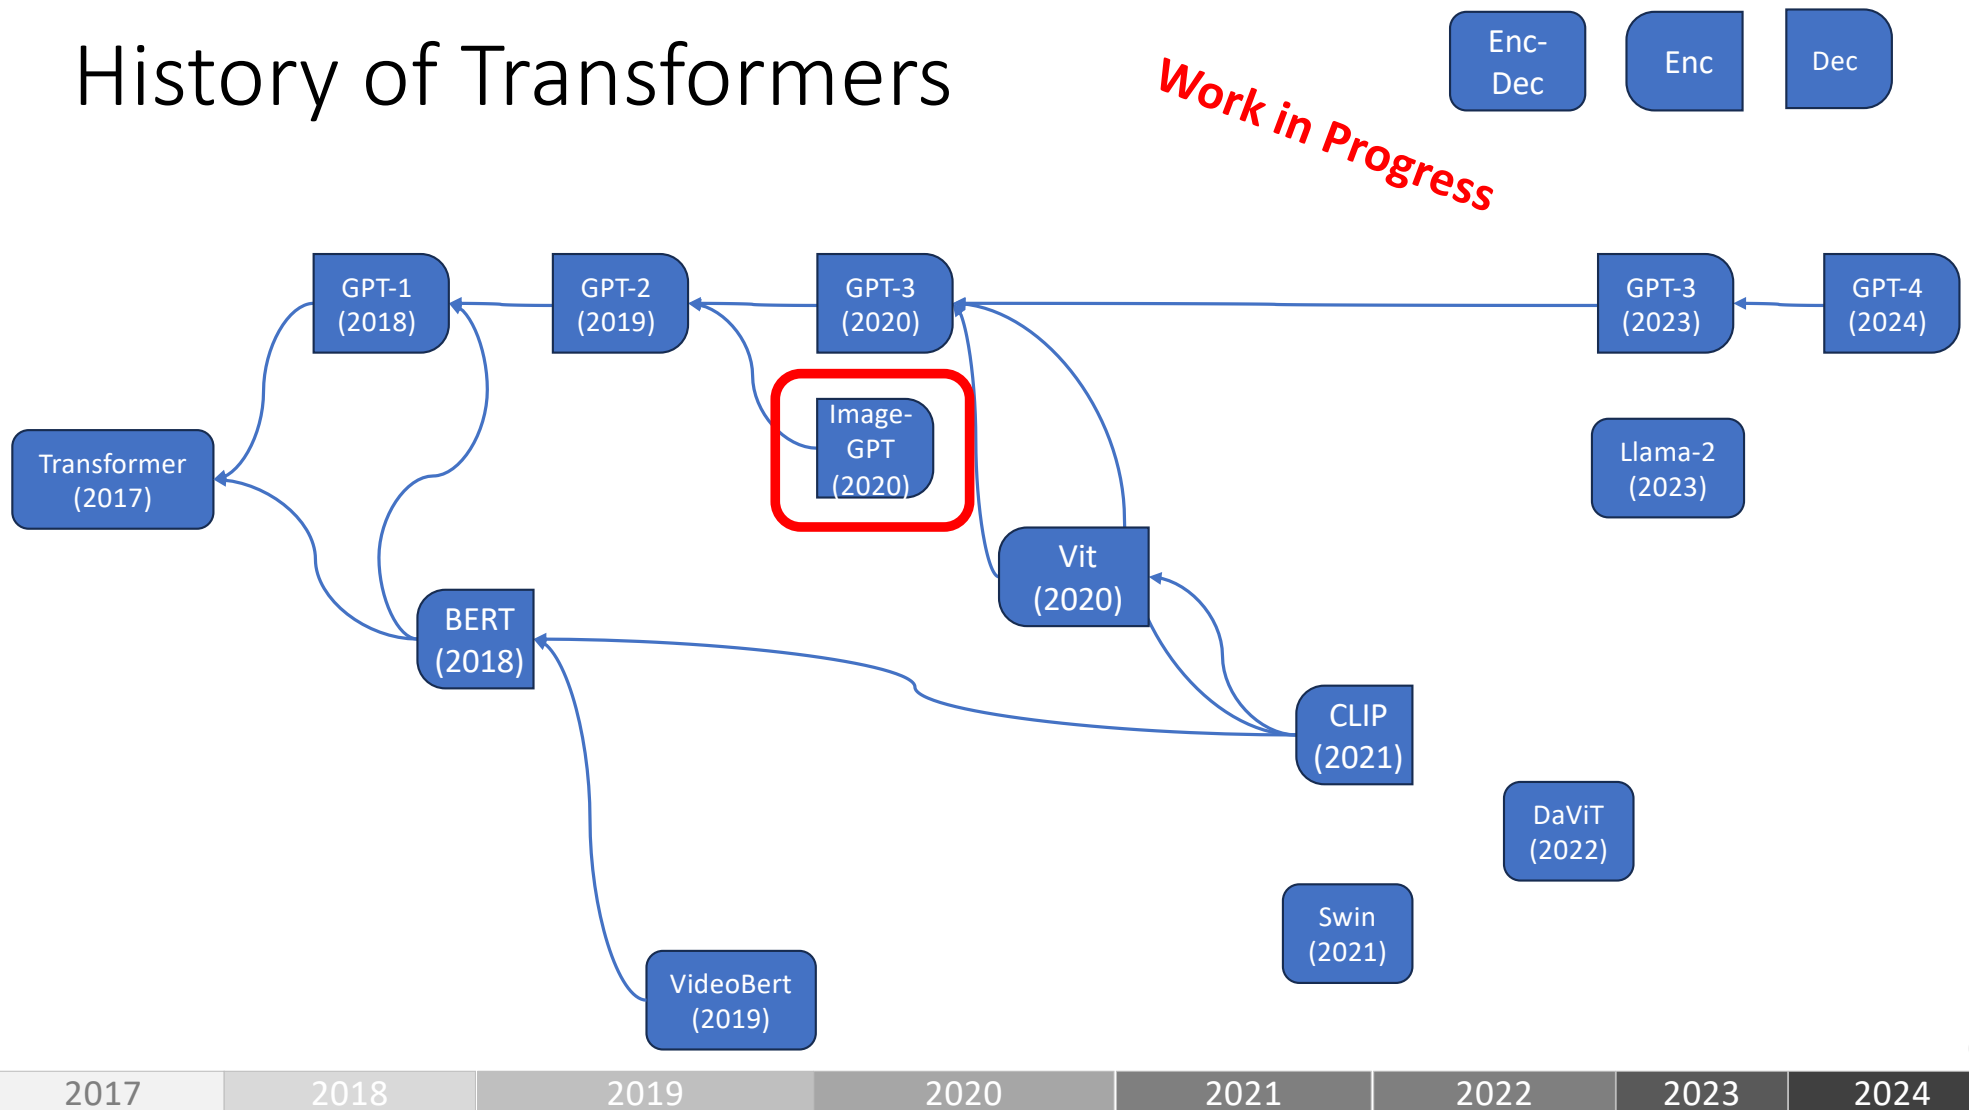 History of Transformers
Work in Progress
Enc-
Dec
Enc
Dec
GPT-1
(2018)
GPT-2
(2019)
GPT-3
(2020)
GPT-3
(2023)
GPT-4
(2024)
Image-
GPT
(2020)
Transformer
(2017)
Llama-2
(2023)
Vit
(2020)
BERT
(2018)
CLIP
(2021)
DaViT
(2022)
Swin
(2021)
VideoBert
(2019)
2017
2018
2019
2020
2021
2022
2023
2024